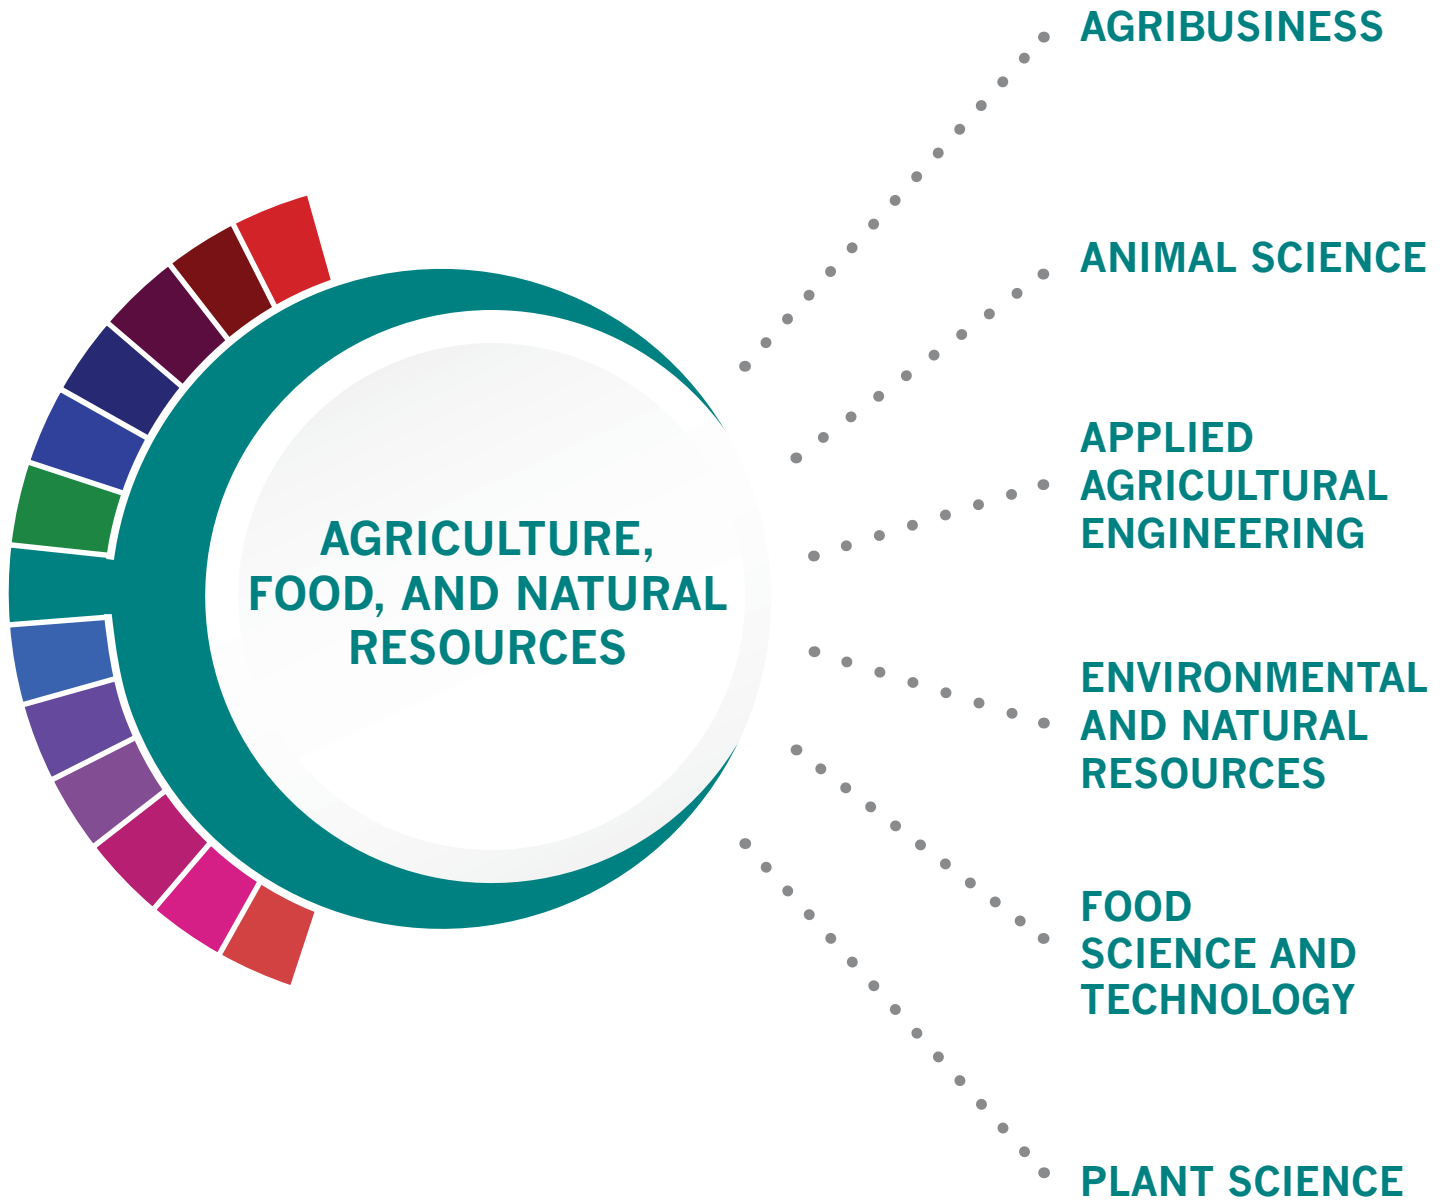 AGRIBUSINESS
ANIMAL SCIENCE
APPLIED
AGRICULTURAL
ENGINEERING
AGRICULTURE,
FOOD, AND NATURAL
RESOURCES
ENVIRONMENTAL
AND NATURAL
RESOURCES
FOOD
SCIENCE AND
TECHNOLOGY
PLANT SCIENCE